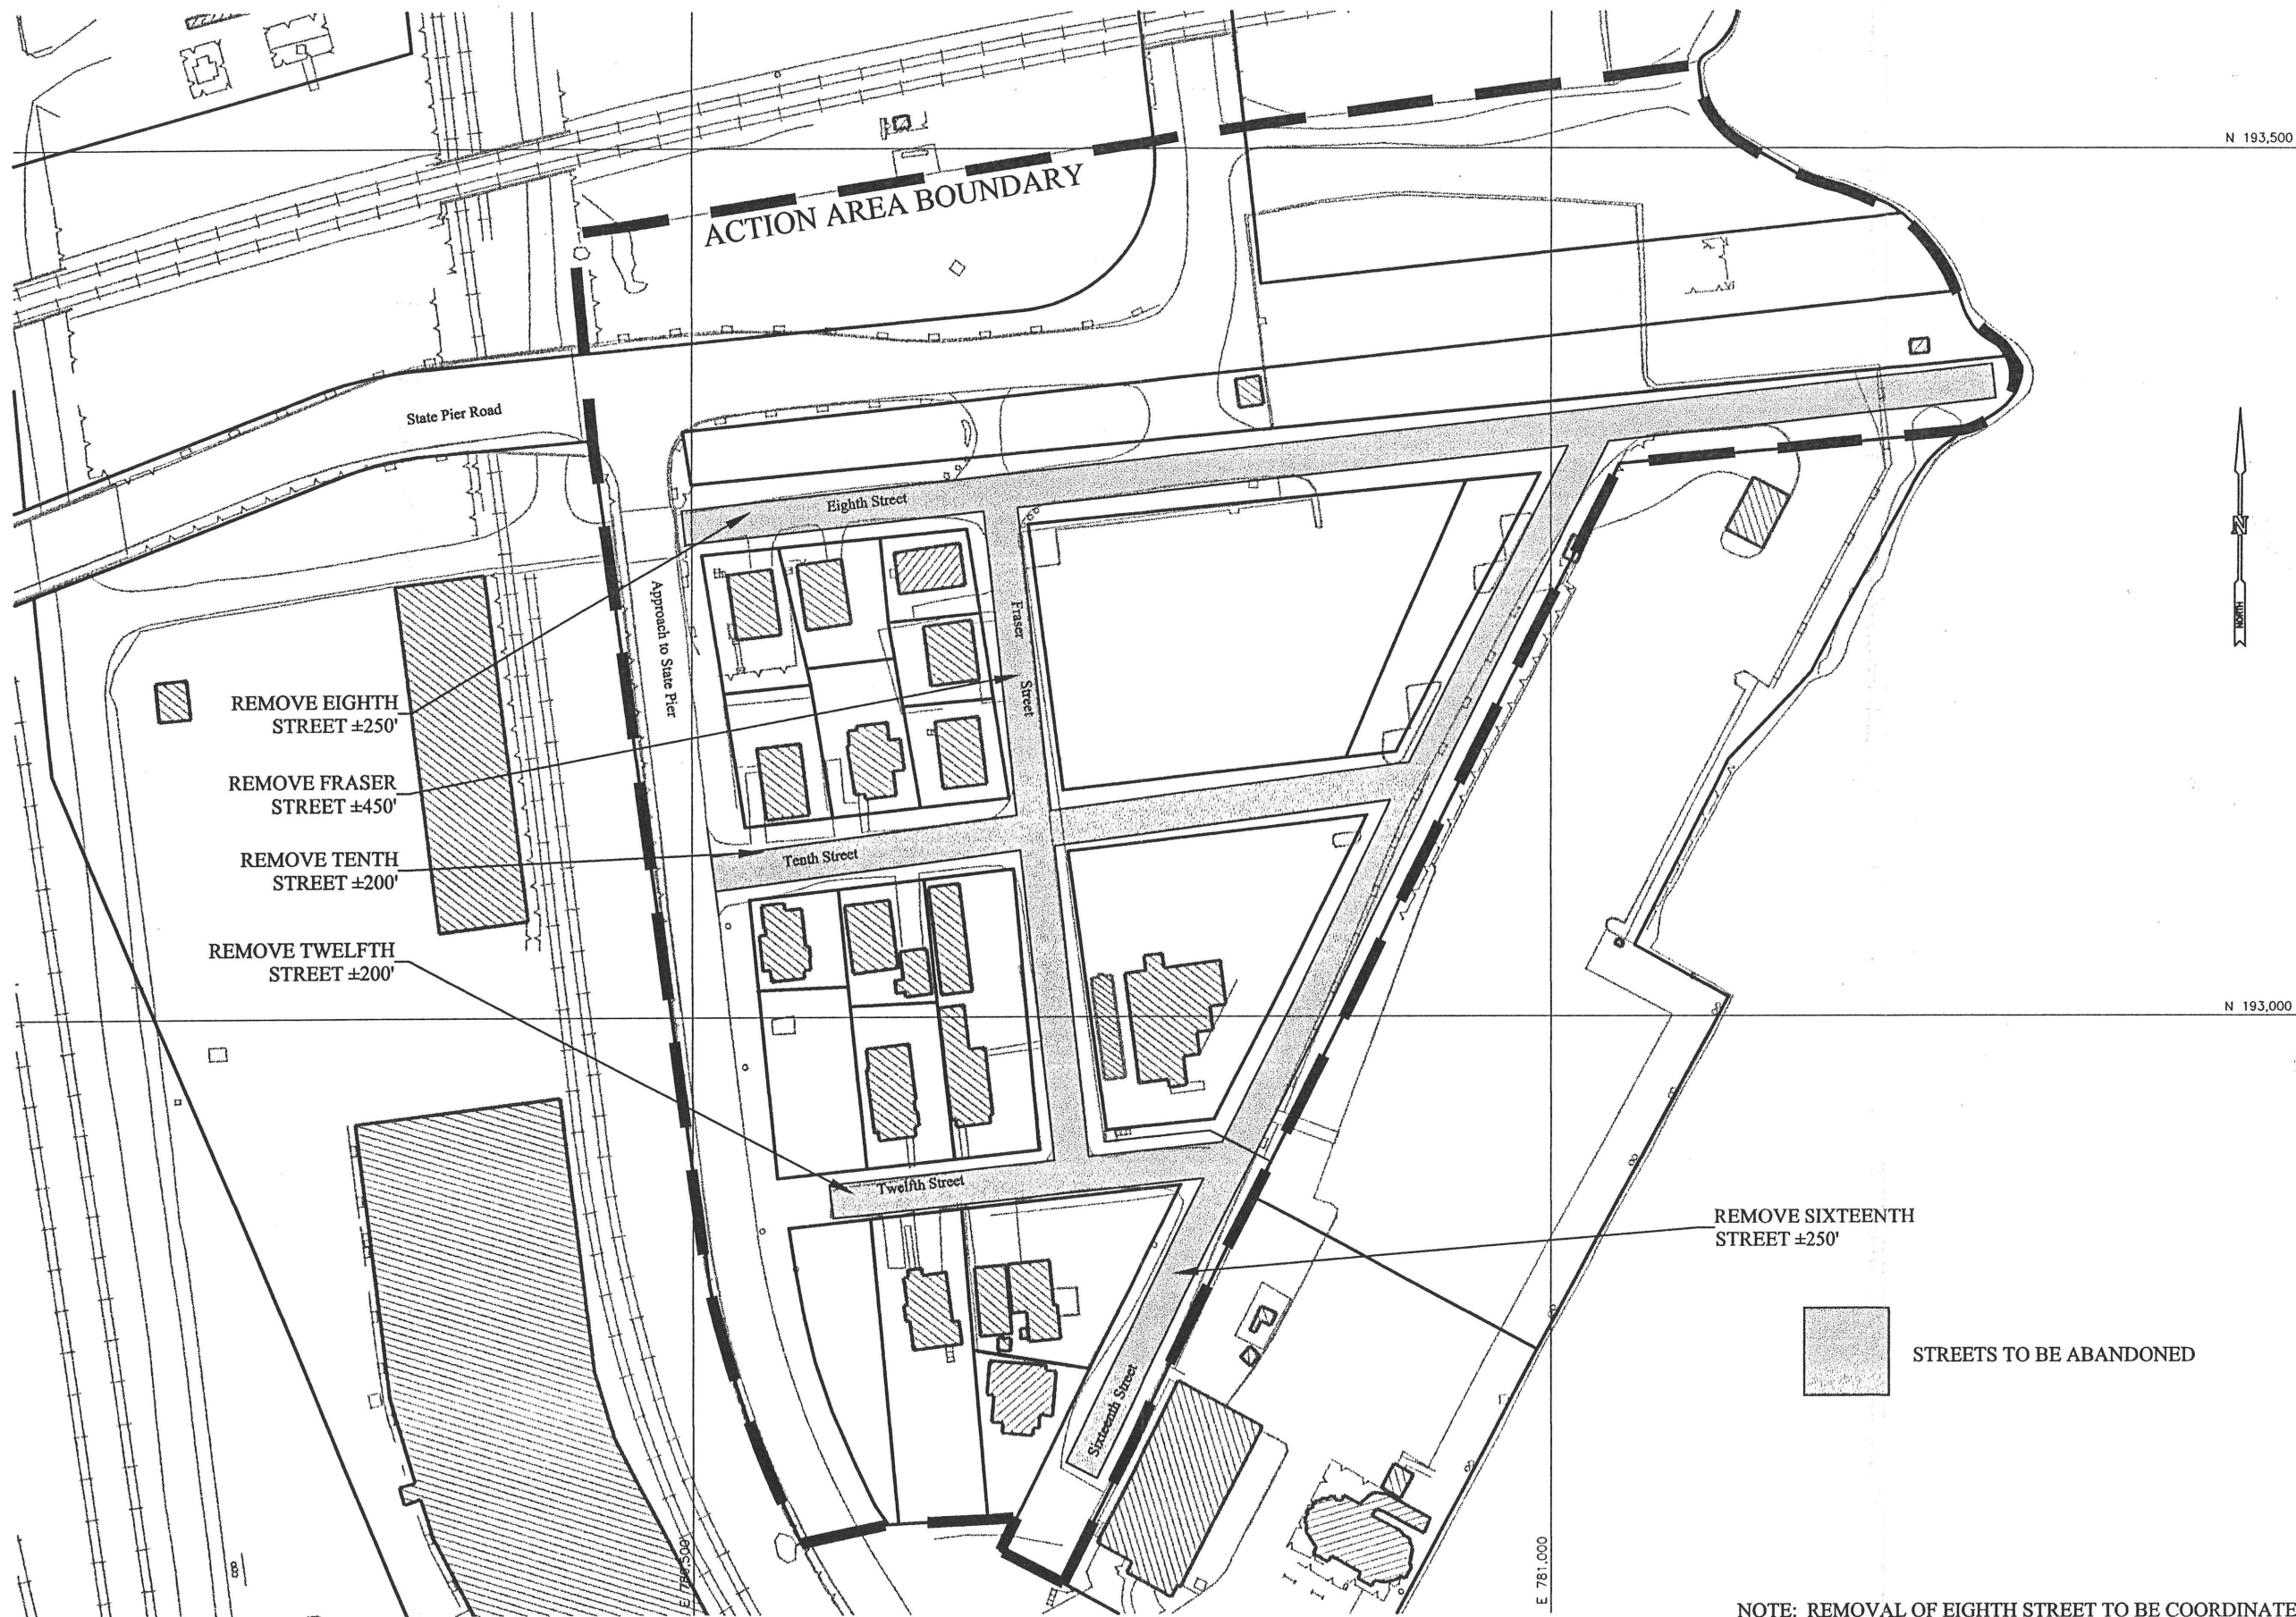 N 193,500
ACTION AREA BOUNDARY
State Pier Road
Eighth Street
Approach to State Pier
Fraser
Street
N
NORTH
REMOVE EIGHTH
STREET ±250'
REMOVE FRASER
STREET ±450'
REMOVE TENTH
STREET ±200'
Tenth Street
REMOVE TWELFTH
STREET ±200'
N 193,000
Twelfth Street
REMOVE SIXTEENTH
STREET ±250'
STREETS TO BE ABANDONED
Sixteenth Street
E 780,500
E 781,000
NOTE: REMOVAL OF EIGHTH STREET TO BE COORDINATE